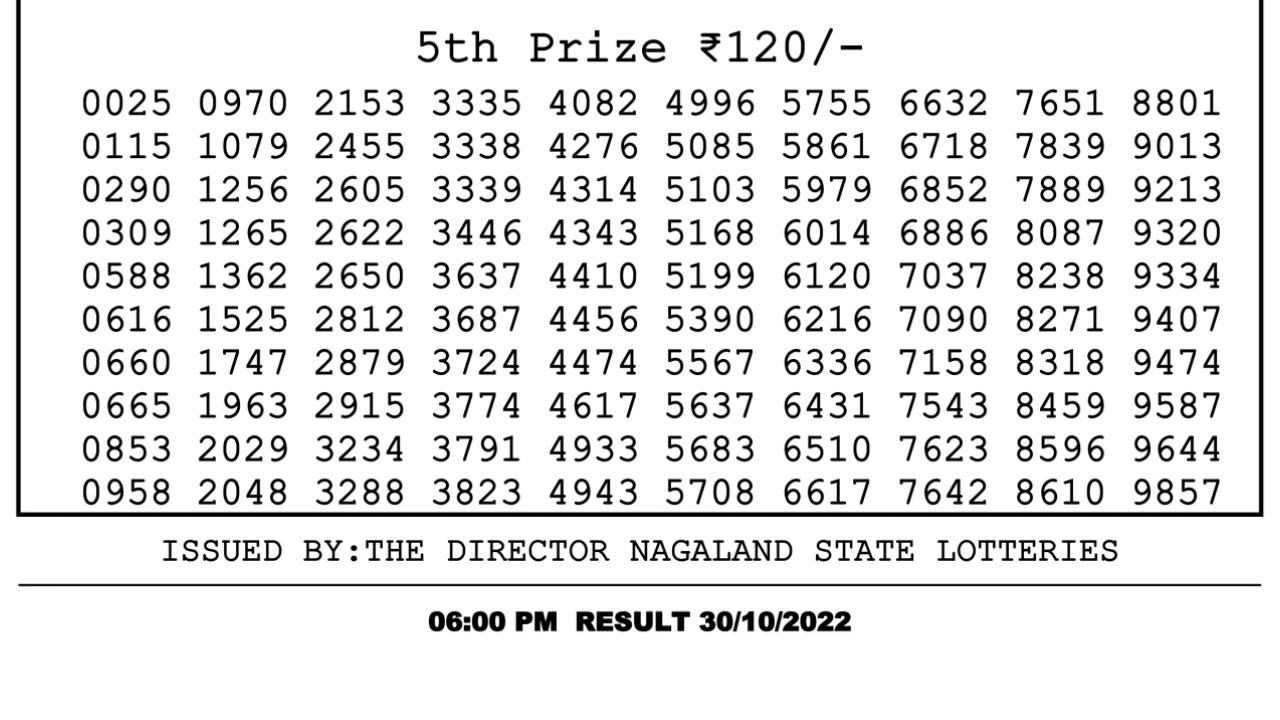 5th Prize ₹120/-
0025 0970 2153 3335 4082 4996 5755 6632 7651 8801
0115 1079 2455 3338 4276 5085 5861 6718 7839 9013
0290 1256 2605 3339 4314 5103 5979 6852 7889 9213
0309 1265 2622 3446 4343 5168 6014 6886 8087 9320
0588 1362 2650 3637 4410 5199 6120 7037 8238 9334
0616 1525 2812 3687 4456 5390 6216 7090 8271 9407
0660 1747 2879 3724 4474 5567 6336 7158 8318 9474
0665 1963 2915 3774 4617 5637 6431 7543 8459 9587
0853 2029 3234 3791 4933 5683 6510 7623 8596 9644
0958 2048 3288 3823 4943 5708 6617 7642 8610 9857
ISSUED BY:THE DIRECTOR NAGALAND STATE LOTTERIES
06:00 PM RESULT 30/10/2022